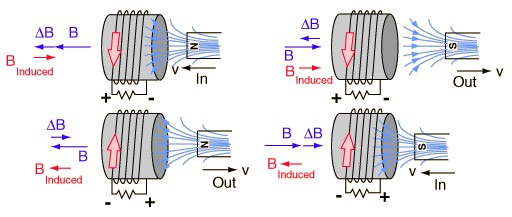 ΔB B
B
Induced
N
v In
+ -
ΔB
B
B
Induced
S
v
Out
+ -
ΔB
B
B
Induced
N
v
Out
- +
B ΔB
B
Induced
S
v
In
- +